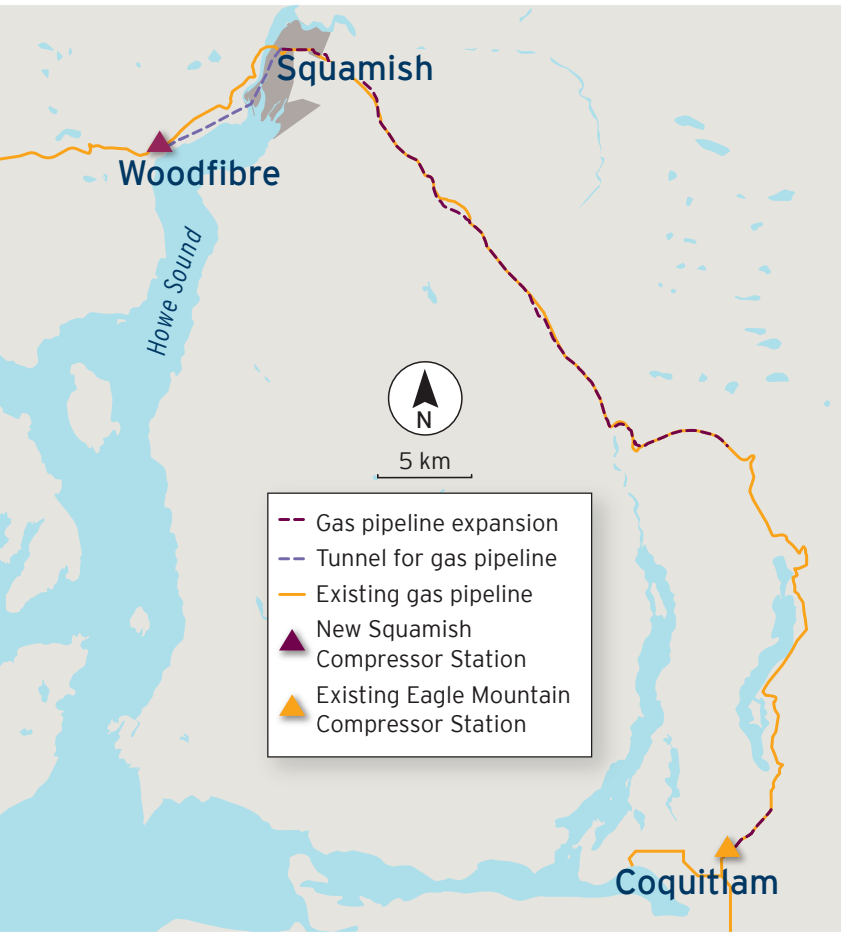 Squamish
Woodfibre
Howe Sound
N
5 km
Gas pipeline expansion
Tunnel for gas pipeline
Existing gas pipeline
New Squamish
Compressor Station
Existing Eagle Mountain
Compressor Station
Coquitlam